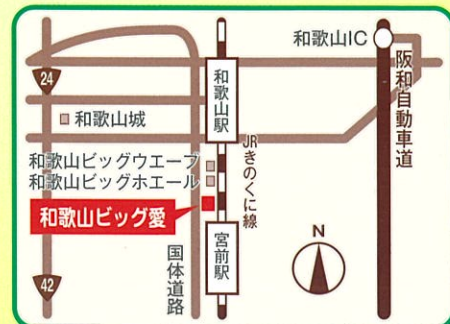 和歌山IC
24
和歌山駅
阪和自動車道
和歌山城
JRきのくに線
和歌山ビッグウエーブ
和歌山ビッグホエール
和歌山ビッグ愛
宮前駅
国体道路
N
42